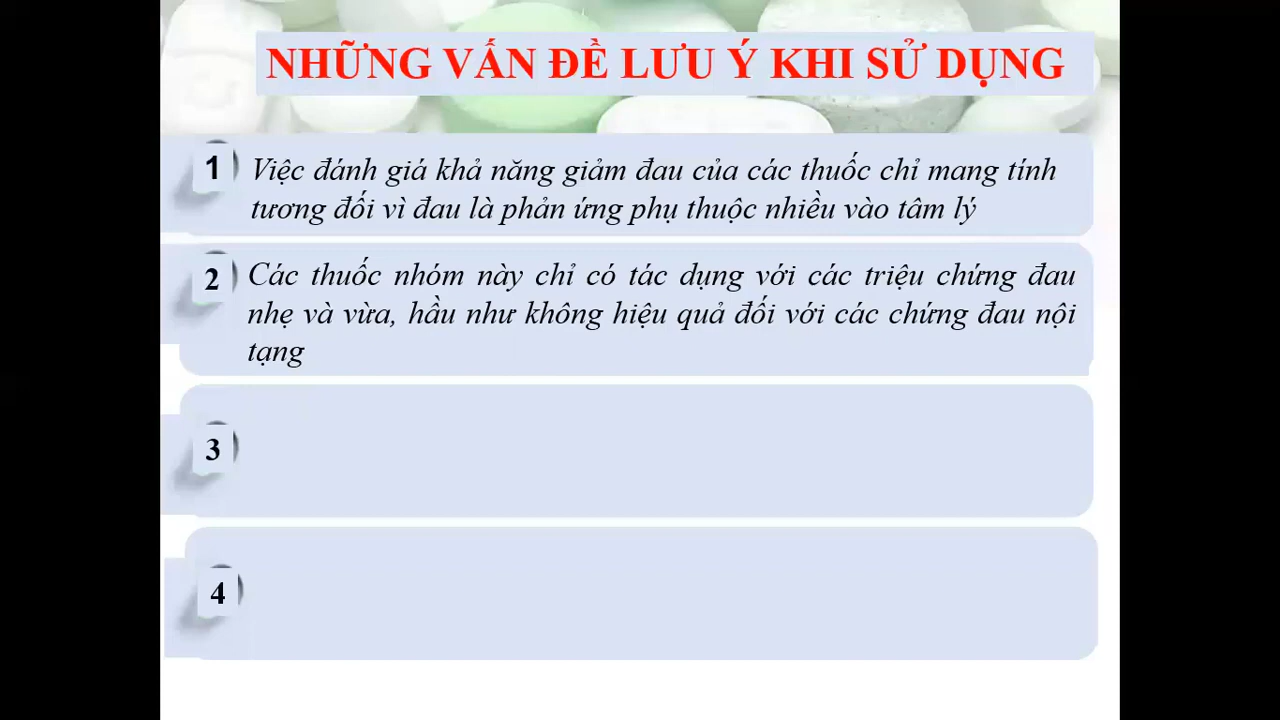 NHỮNG VẤN ĐỀ LƯU Ý KHI SỬ DỤNG
1 Việc đánh giá khả năng giảm đau của các thuốc chỉ mang tính
tương đối vì đau là phản ứng phụ thuộc nhiều vào tâm lý
2 Các thuốc nhóm này chỉ có tác dụng với các triệu chứng đau
nhẹ và vừa, hầu như không hiệu quả đối với các chứng đau nội
tạng
3
4